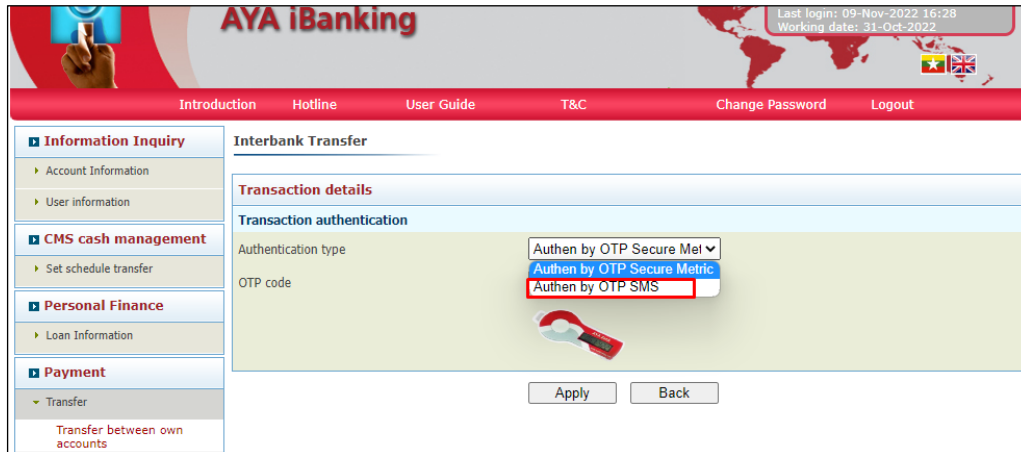 AYA iBanking
Last login: 09-Nov-2022 16:28
Working date: 31-Oct-2022
Introduction Hotline User Guide T&C Change Password Logout
Information Inquiry
Account Information
User information
CMS cash management
Set schedule transfer
Personal Finance
Loan Information
Payment
Transfer
Transfer between own
accounts
Interbank Transfer
Transaction details
Transaction authentication
Authentication type
Authen by OTP Secure Met
Authen by OTP Secure Metric
Authen by OTP SMS
OTP code
Apply Back